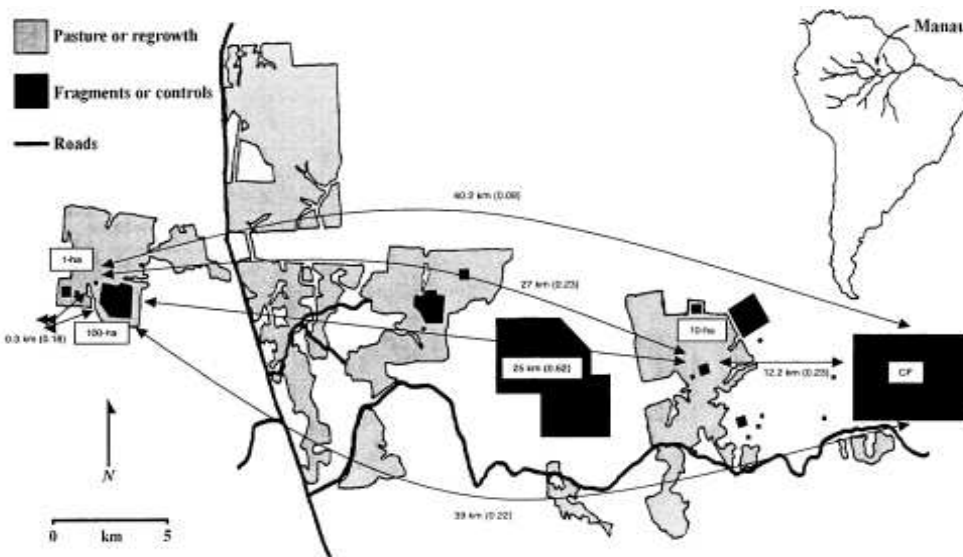 Pasture or regrowth
Manau
Fragments or controls
Roads
40.2 km (0.09)
1-ha
27 km (0.23)
10-ha
0.3 km (0.18)
100-ha
25 km (0.52)
12.2 km (0.23)
CF
N
39 km (0.22)
0 km 5